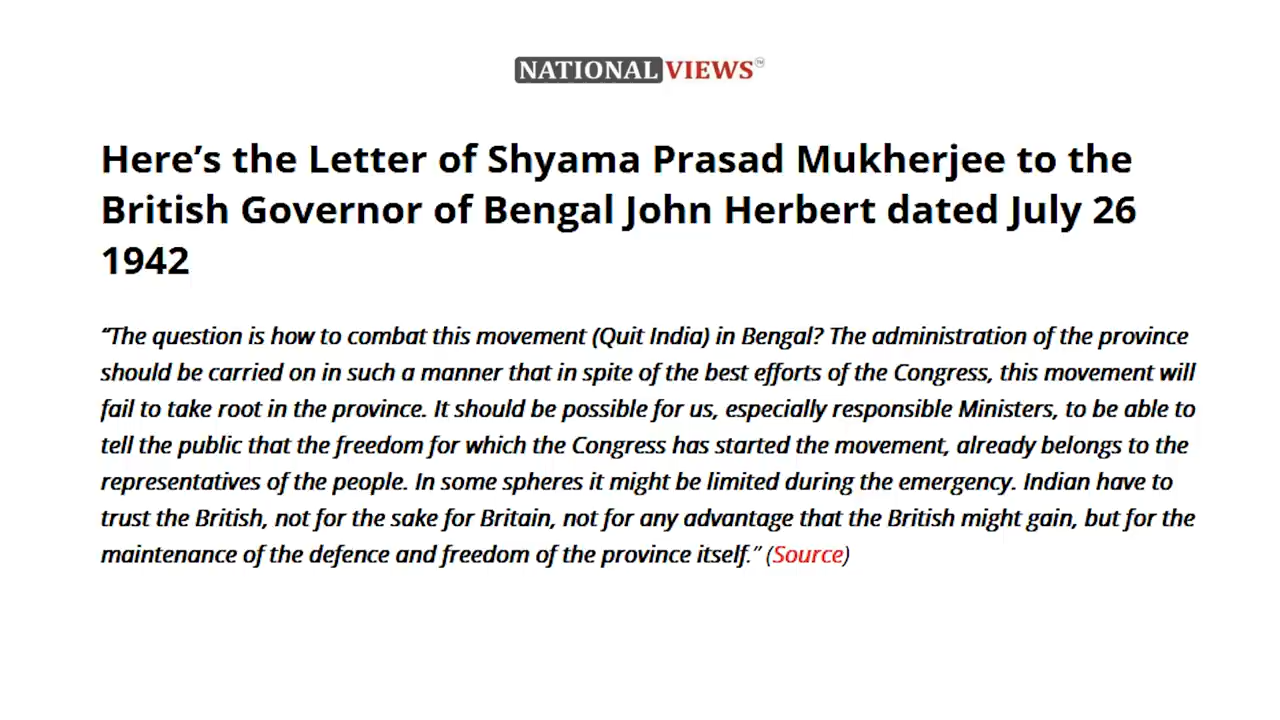 NATIONAL VIEWS™
Here’s the Letter of Shyama Prasad Mukherjee to the
British Governor of Bengal John Herbert dated July 26
1942
“The question is how to combat this movement (Quit India) in Bengal? The administration of the province
should be carried on in such a manner that in spite of the best efforts of the Congress, this movement will
fail to take root in the province. It should be possible for us, especially responsible Ministers, to be able to
tell the public that the freedom for which the Congress has started the movement, already belongs to the
representatives of the people. In some spheres it might be limited during the emergency. Indian have to
trust the British, not for the sake for Britain, not for any advantage that the British might gain, but for the
maintenance of the defence and freedom of the province itself.” (Source)